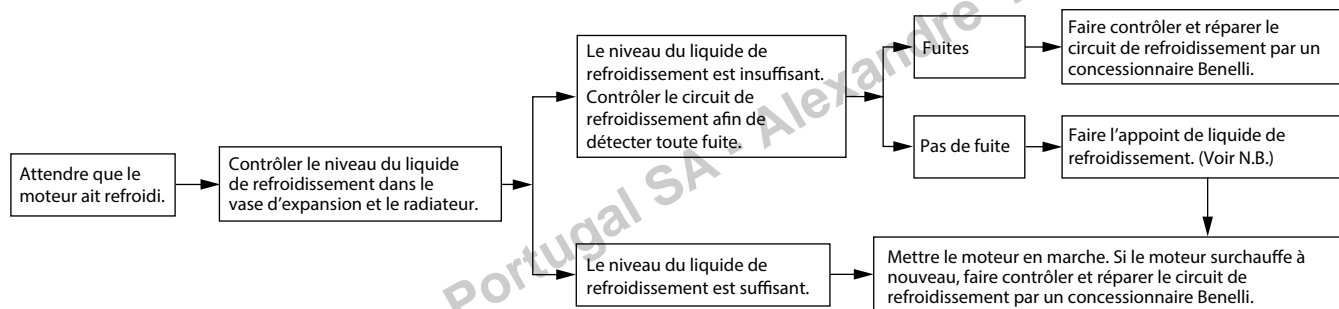 Attendre que le
moteur ait refroidi.
Contrôler le niveau du liquide
de refroidissement dans le
vase d'expansion et le radiateur.
Le niveau du liquide de
refroidissement est insuffisant.
Contrôler le circuit de
refroidissement afin de
détecter toute fuite.
Fuites
Faire contrôler et réparer le
circuit de refroidissement par un
concessionnaire Benelli.
Pas de fuite
Faire l'appoint de liquide de
refroidissement. (Voir N.B.)
Le niveau du liquide de
refroidissement est suffisant.
Mettre le moteur en marche. Si le moteur surchauffe à
nouveau, faire contrôler et réparer le circuit de
refroidissement par un concessionnaire Benelli.
Portugal SA - Alexandre